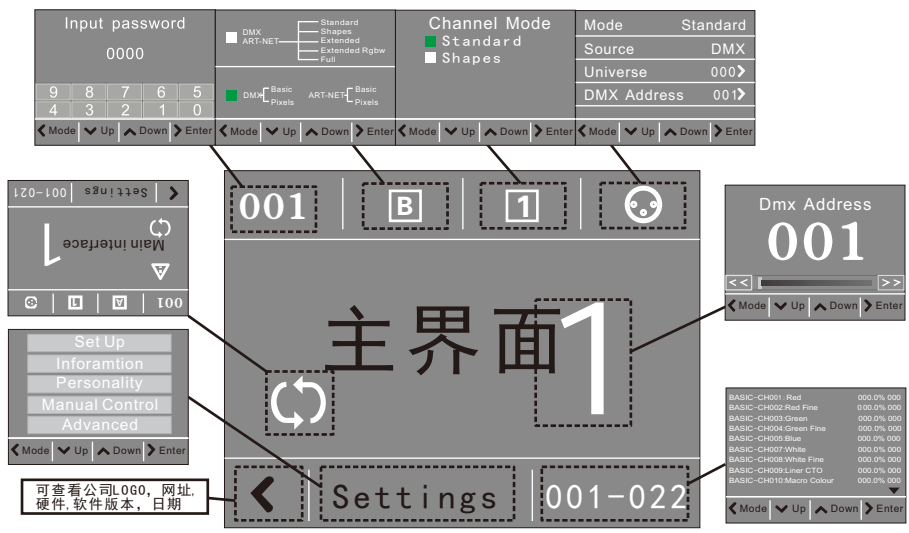 Input password
0000
9 8 7 6 5
4 3 2 1 0
Mode Up Down Enter
DMX
ART-NET
Standard
Shapes
Extended
Extended Rgbw
Full
DMX
Basic
Pixels
ART-NET
Basic
Pixels
Mode Up Down Enter
Channel Mode
Standard
Shapes
Mode Up Down Enter
Mode Standard
Source DMX
Universe 000
DMX Address 001
Mode Up Down Enter
001 B 1
主界面1
Settings 001-022
001-021 Settings
Main interface
1
001 A 1
Set Up
Inforamtion
Personality
Manual Control
Advanced
Mode Up Down Enter
可查看公司LOGO, 网址,
硬件,软件版本, 日期
Dmx Address
001
<< >>
Mode Up Down Enter
BASIC-CH001: Red 000.0% 000
BASIC-CH002:Red Fine 000.0% 000
BASIC-CH003:Green 000.0% 000
BASIC-CH004:Green Fine 000.0% 000
BASIC-CH005:Blue 000.0% 000
BASIC-CH007:White 000.0% 000
BASIC-CH008:White Fine 000.0% 000
BASIC-CH009:Liner CTO 000.0% 000
BASIC-CH010:Macro Colour 000.0% 000
Mode Up Down Enter